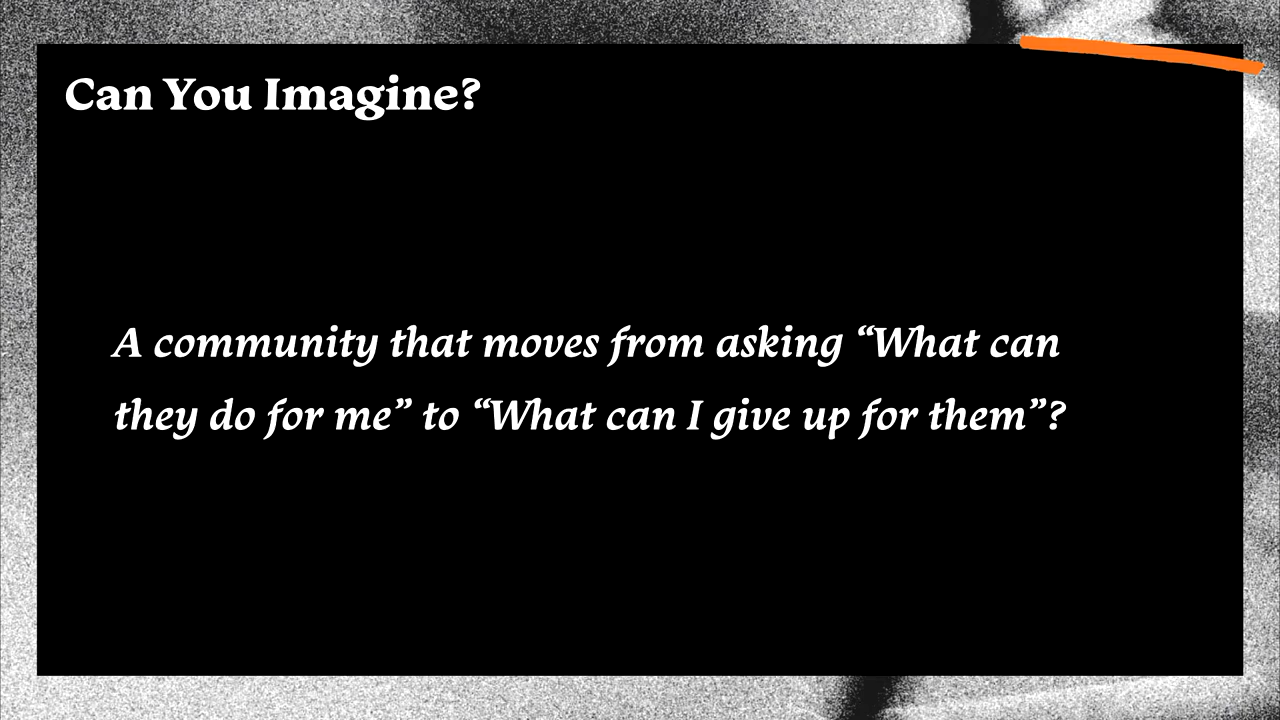 Can You Imagine?
A community that moves from asking “What can
they do for me” to “What can I give up for them”?